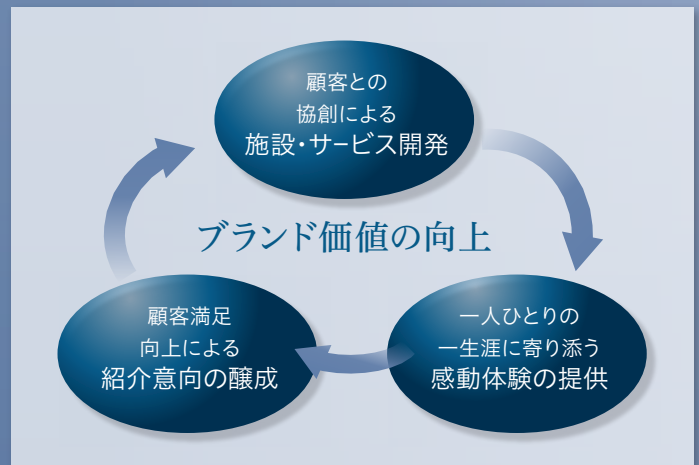 顧客との
協創による
施設・サービス開発
ブランド価値の向上
顧客満足
向上による
紹介意向の醸成
一人ひとりの
一生涯に寄り添う
感動体験の提供